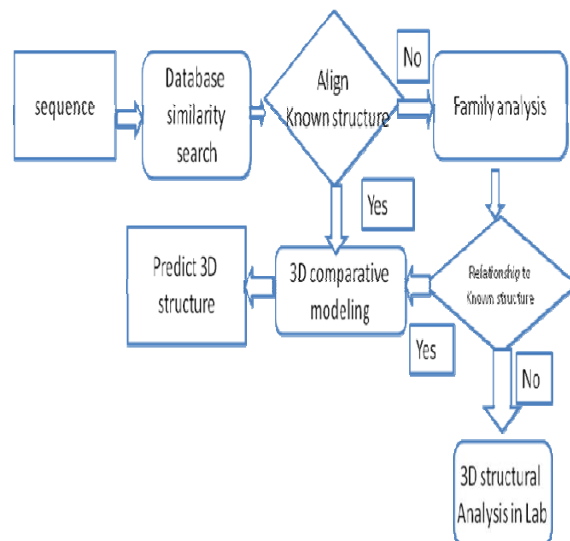 sequence
Database
similarity
search
Align
Known structure
No
Family analysis
Yes
Relationship to
Known structure
Yes
3D comparative
modeling
Predict 3D
structure
No
3D structural
Analysis in Lab